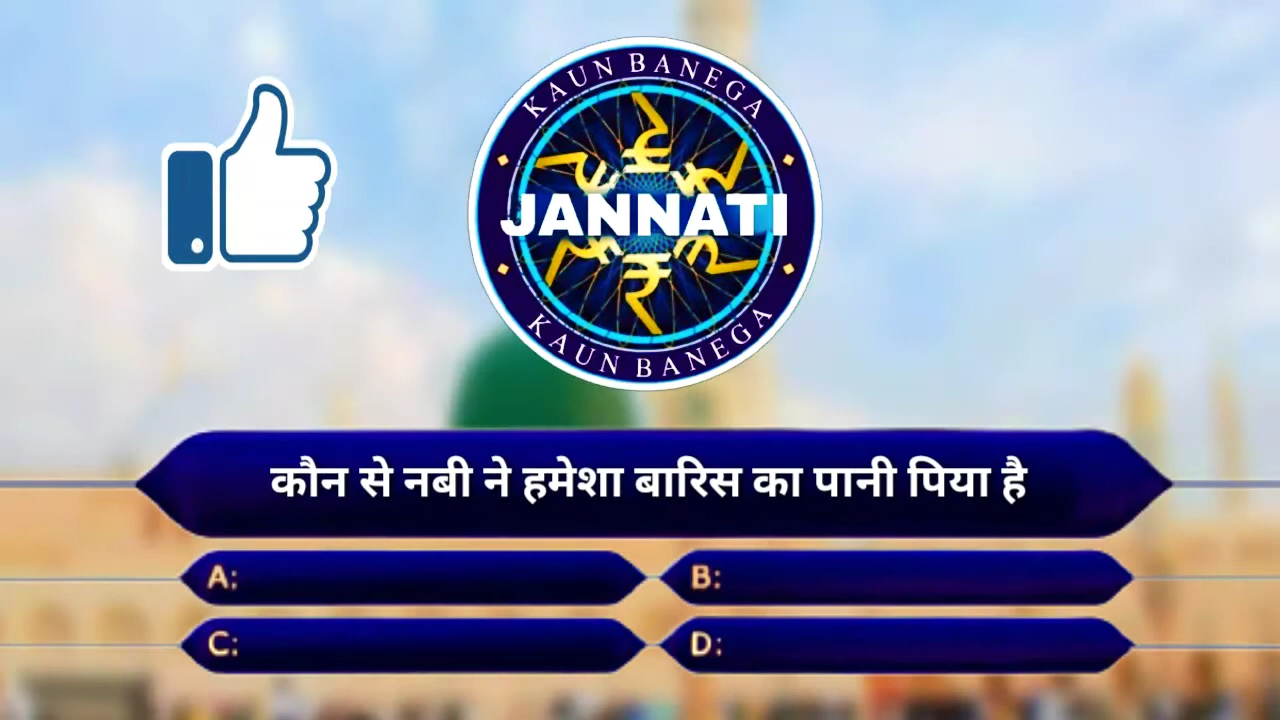 KAUN BANEGA
JANNATI
KAUN BANEGA
कौन से नबी ने हमेशा बारिस का पानी पिया है
A:
B:
C:
D: